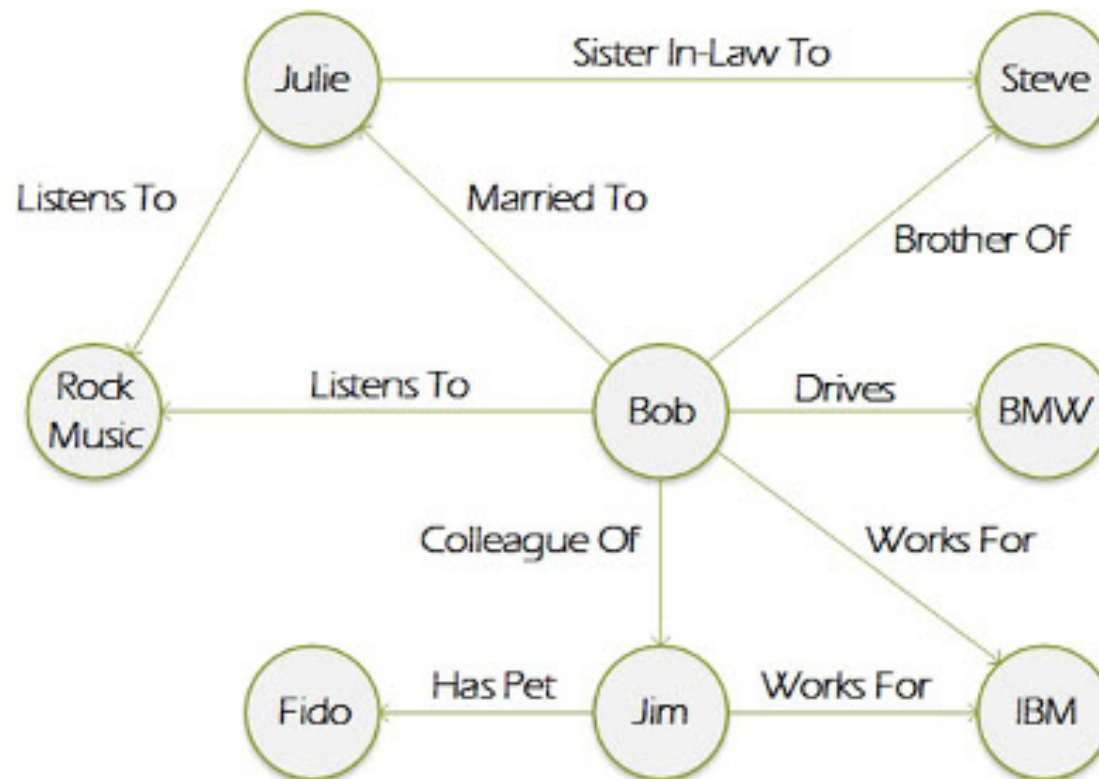 Sister In-Law To
Julie
Steve
Listens To
Married To
Brother Of
Rock
Music
Listens To
Bob
Drives
BMW
Colleague Of
Works For
Fido
Has Pet
Jim
Works For
IBM